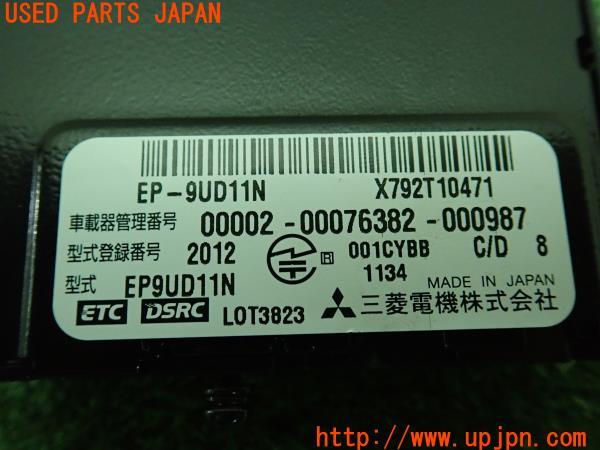 USED PARTS JAPAN
EP-9UD11N X792T10471
車載器管理番号 00002-00076382-000987
型式登録番号 2012 R 001CYBB C/D 8
1134
型式 EP9UD11N MADE IN JAPAN
ETC DSRC LOT3823 三菱電機株式会社
http://www.upjpn.com/